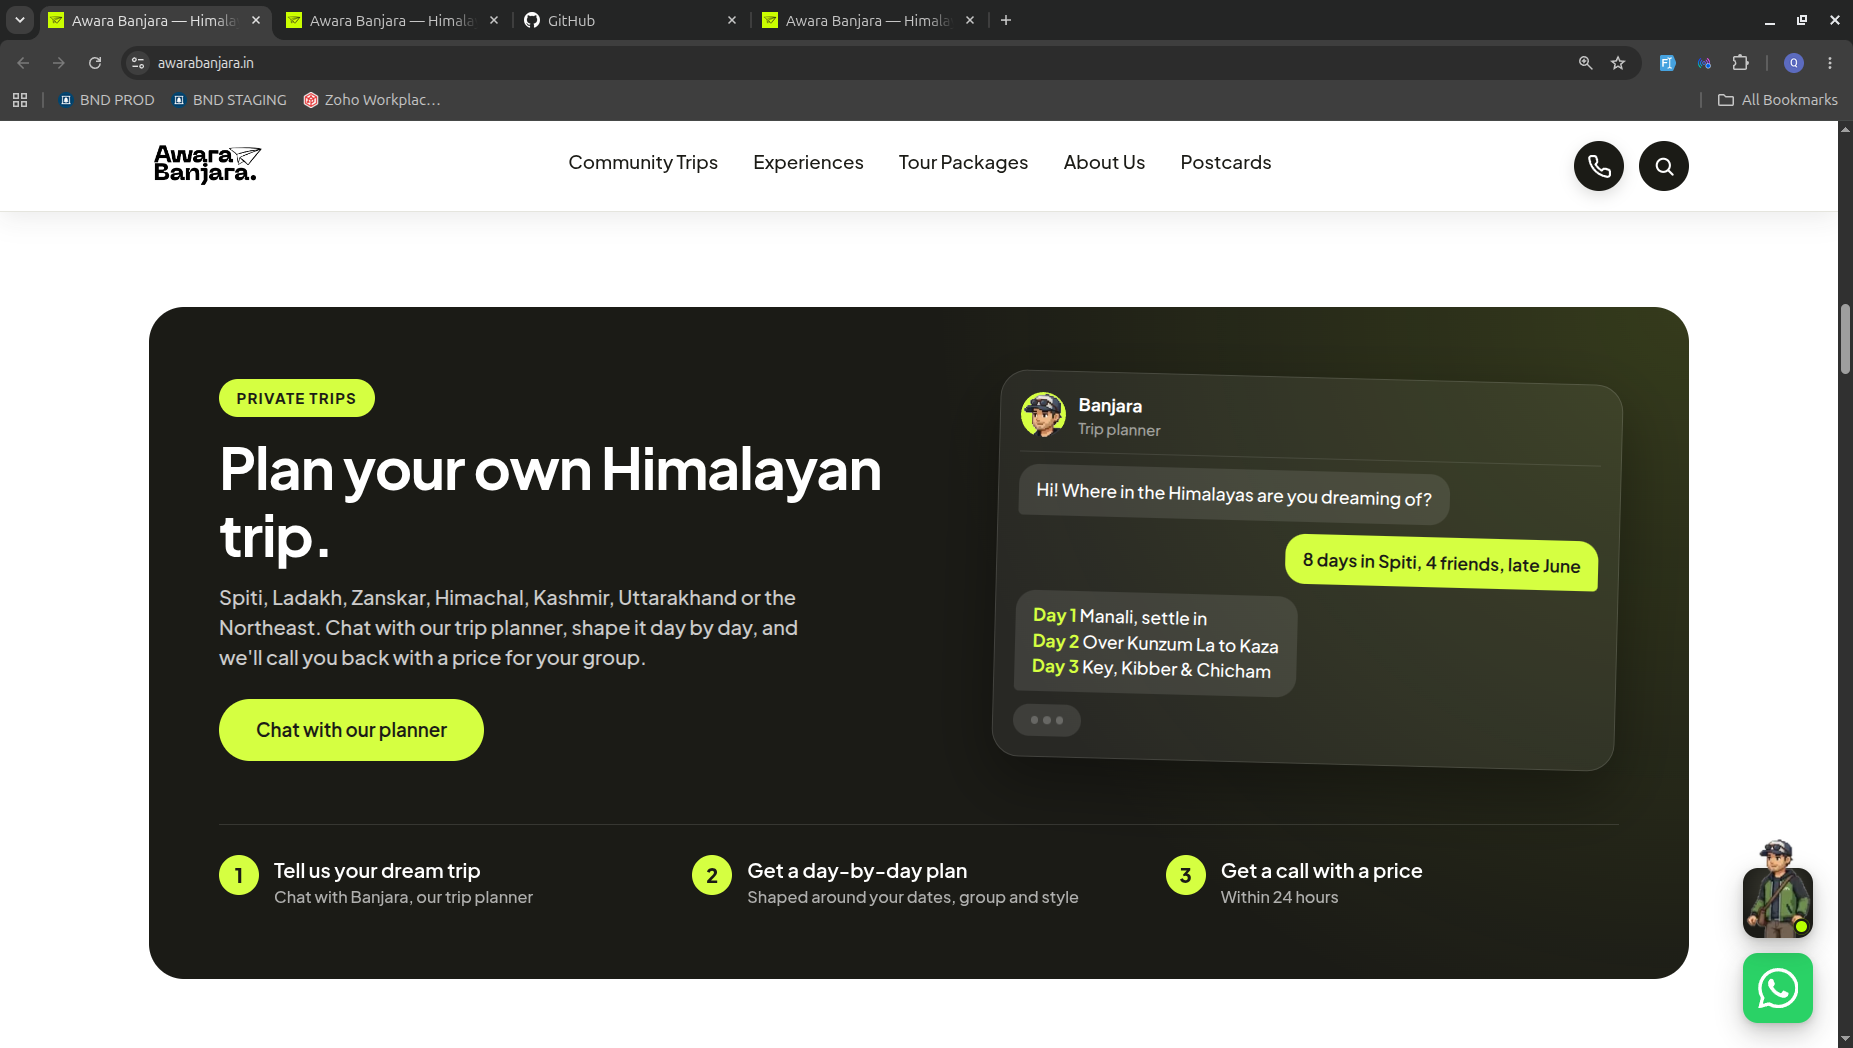 Awara Banjara — Himala
Awara Banjara — Himala
GitHub
Awara Banjara — Himala
awarabanjara.in
Q
BND PROD
BND STAGING
Zoho Workplac...
All Bookmarks
Awara
Banjara.
Community Trips
Experiences
Tour Packages
About Us
Postcards
PRIVATE TRIPS
Plan your own Himalayan
trip.
Spiti, Ladakh, Zanskar, Himachal, Kashmir, Uttarakhand or the
Northeast. Chat with our trip planner, shape it day by day, and
we'll call you back with a price for your group.
Chat with our planner
Banjara
Trip planner
Hi! Where in the Himalayas are you dreaming of?
8 days in Spiti, 4 friends, late June
Day 1 Manali, settle in
Day 2 Over Kunzum La to Kaza
Day 3 Key, Kibber & Chicham
1
Tell us your dream trip
Chat with Banjara, our trip planner
2
Get a day-by-day plan
Shaped around your dates, group and style
3
Get a call with a price
Within 24 hours